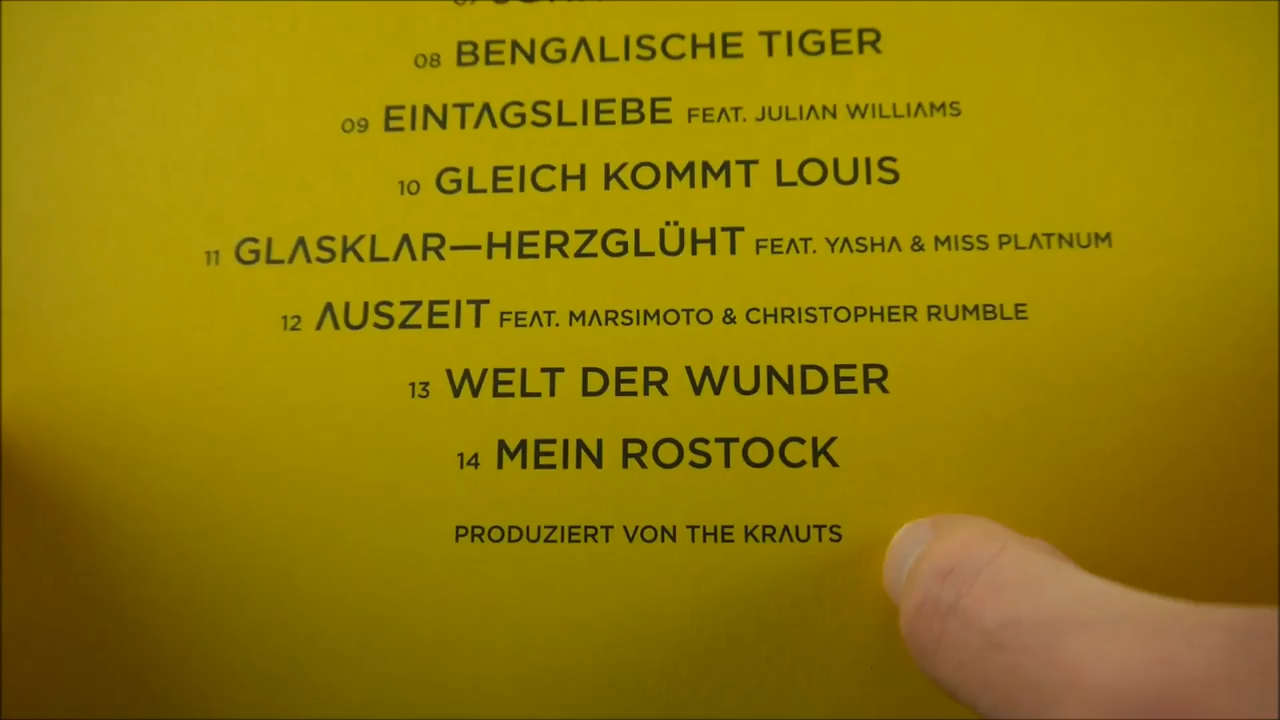 08 BENGALISCHE TIGER
09 EINTAGSLIEBE FEAT. JULIAN WILLIAMS
10 GLEICH KOMMT LOUIS
11 GLASKLAR—HERZGLÜHT FEAT. YASHA & MISS PLATNUM
12 AUSZEIT FEAT. MARSIMOTO & CHRISTOPHER RUMBLE
13 WELT DER WUNDER
14 MEIN ROSTOCK
PRODUZIERT VON THE KRAUTS